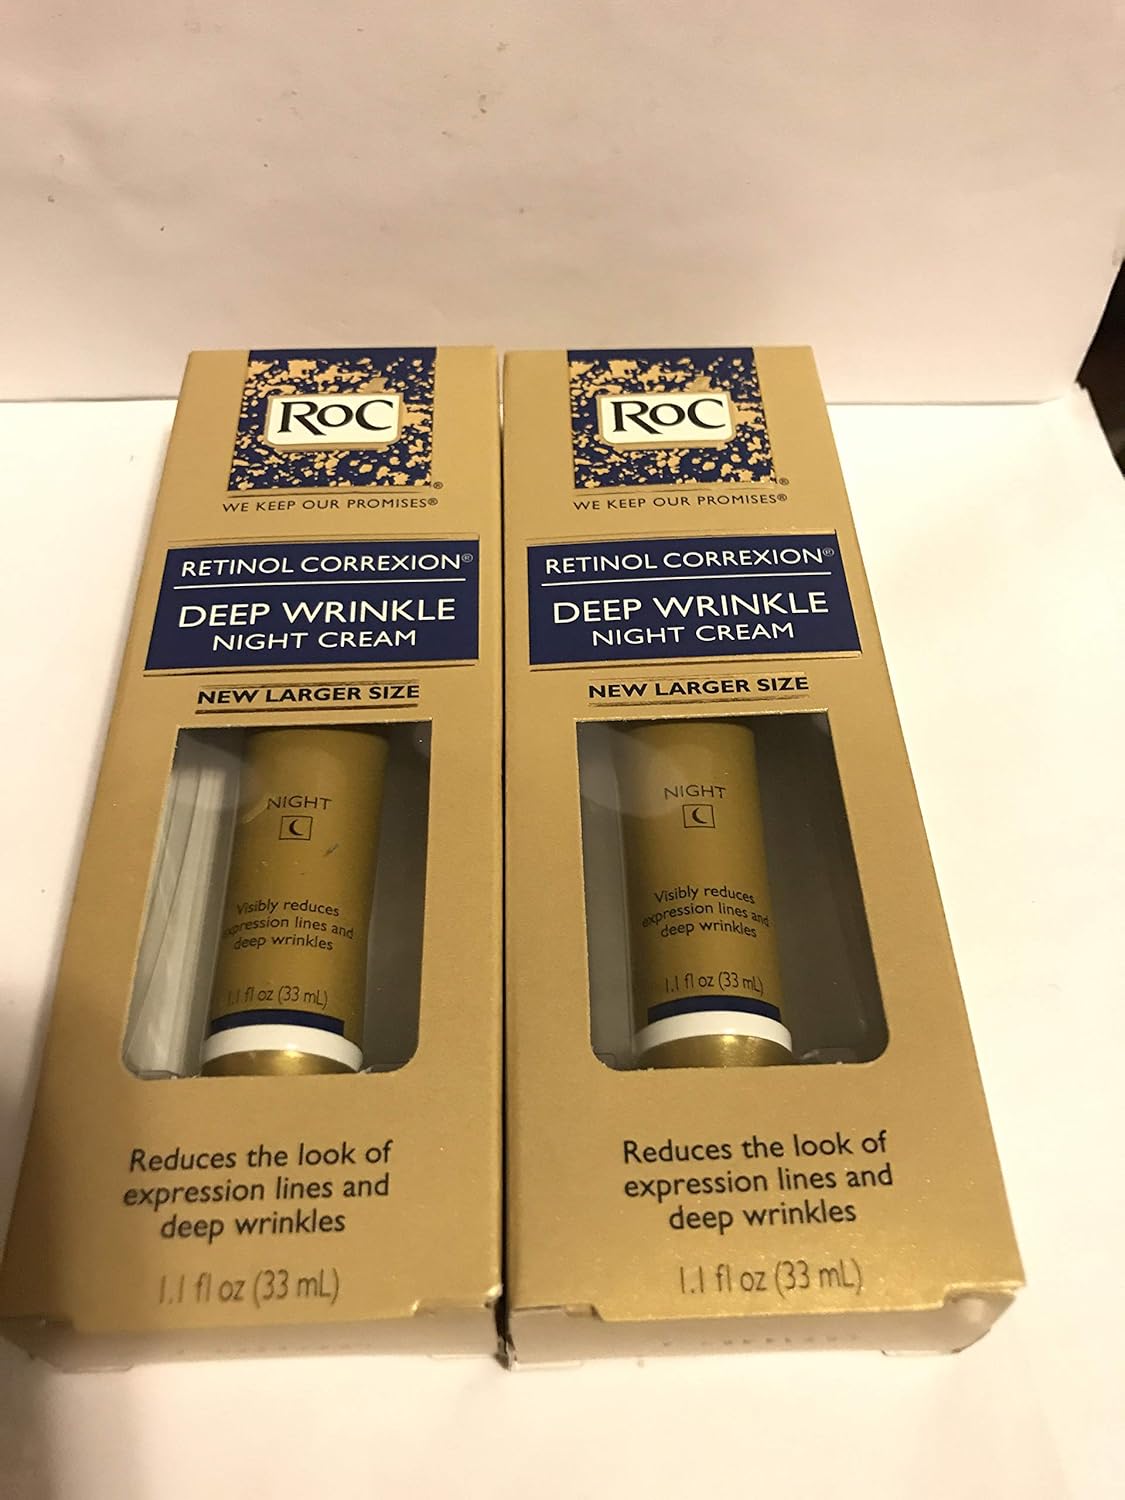 RoC®
WE KEEP OUR PROMISES®
RETINOL CORREXION®
DEEP WRINKLE
NIGHT CREAM
NEW LARGER SIZE
NIGHT
Visibly reduces
expression lines and
deep wrinkles
1.1 fl oz (33 mL)
Reduces the look of
expression lines and
deep wrinkles
1.1 fl oz (33 mL)
RoC®
WE KEEP OUR PROMISES®
RETINOL CORREXION®
DEEP WRINKLE
NIGHT CREAM
NEW LARGER SIZE
NIGHT
Visibly reduces
expression lines and
deep wrinkles
1.1 fl oz (33 mL)
Reduces the look of
expression lines and
deep wrinkles
1.1 fl oz (33 mL)